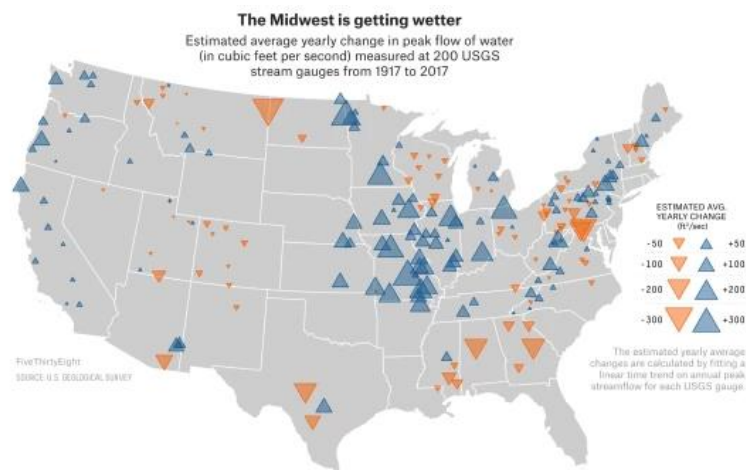 The Midwest is getting wetter
Estimated average yearly change in peak flow of water
(in cubic feet per second) measured at 200 USGS
stream gauges from 1917 to 2017
ESTIMATED AVG.
YEARLY CHANGE
(ft³/sec)
-50 +50
-100 +100
-200 +200
-300 +300
The estimated yearly average
changes are calculated by fitting a
linear time trend on annual peak
streamflow for each USGS gauge.
FiveThirtyEight
SOURCE: U.S. GEOLOGICAL SURVEY